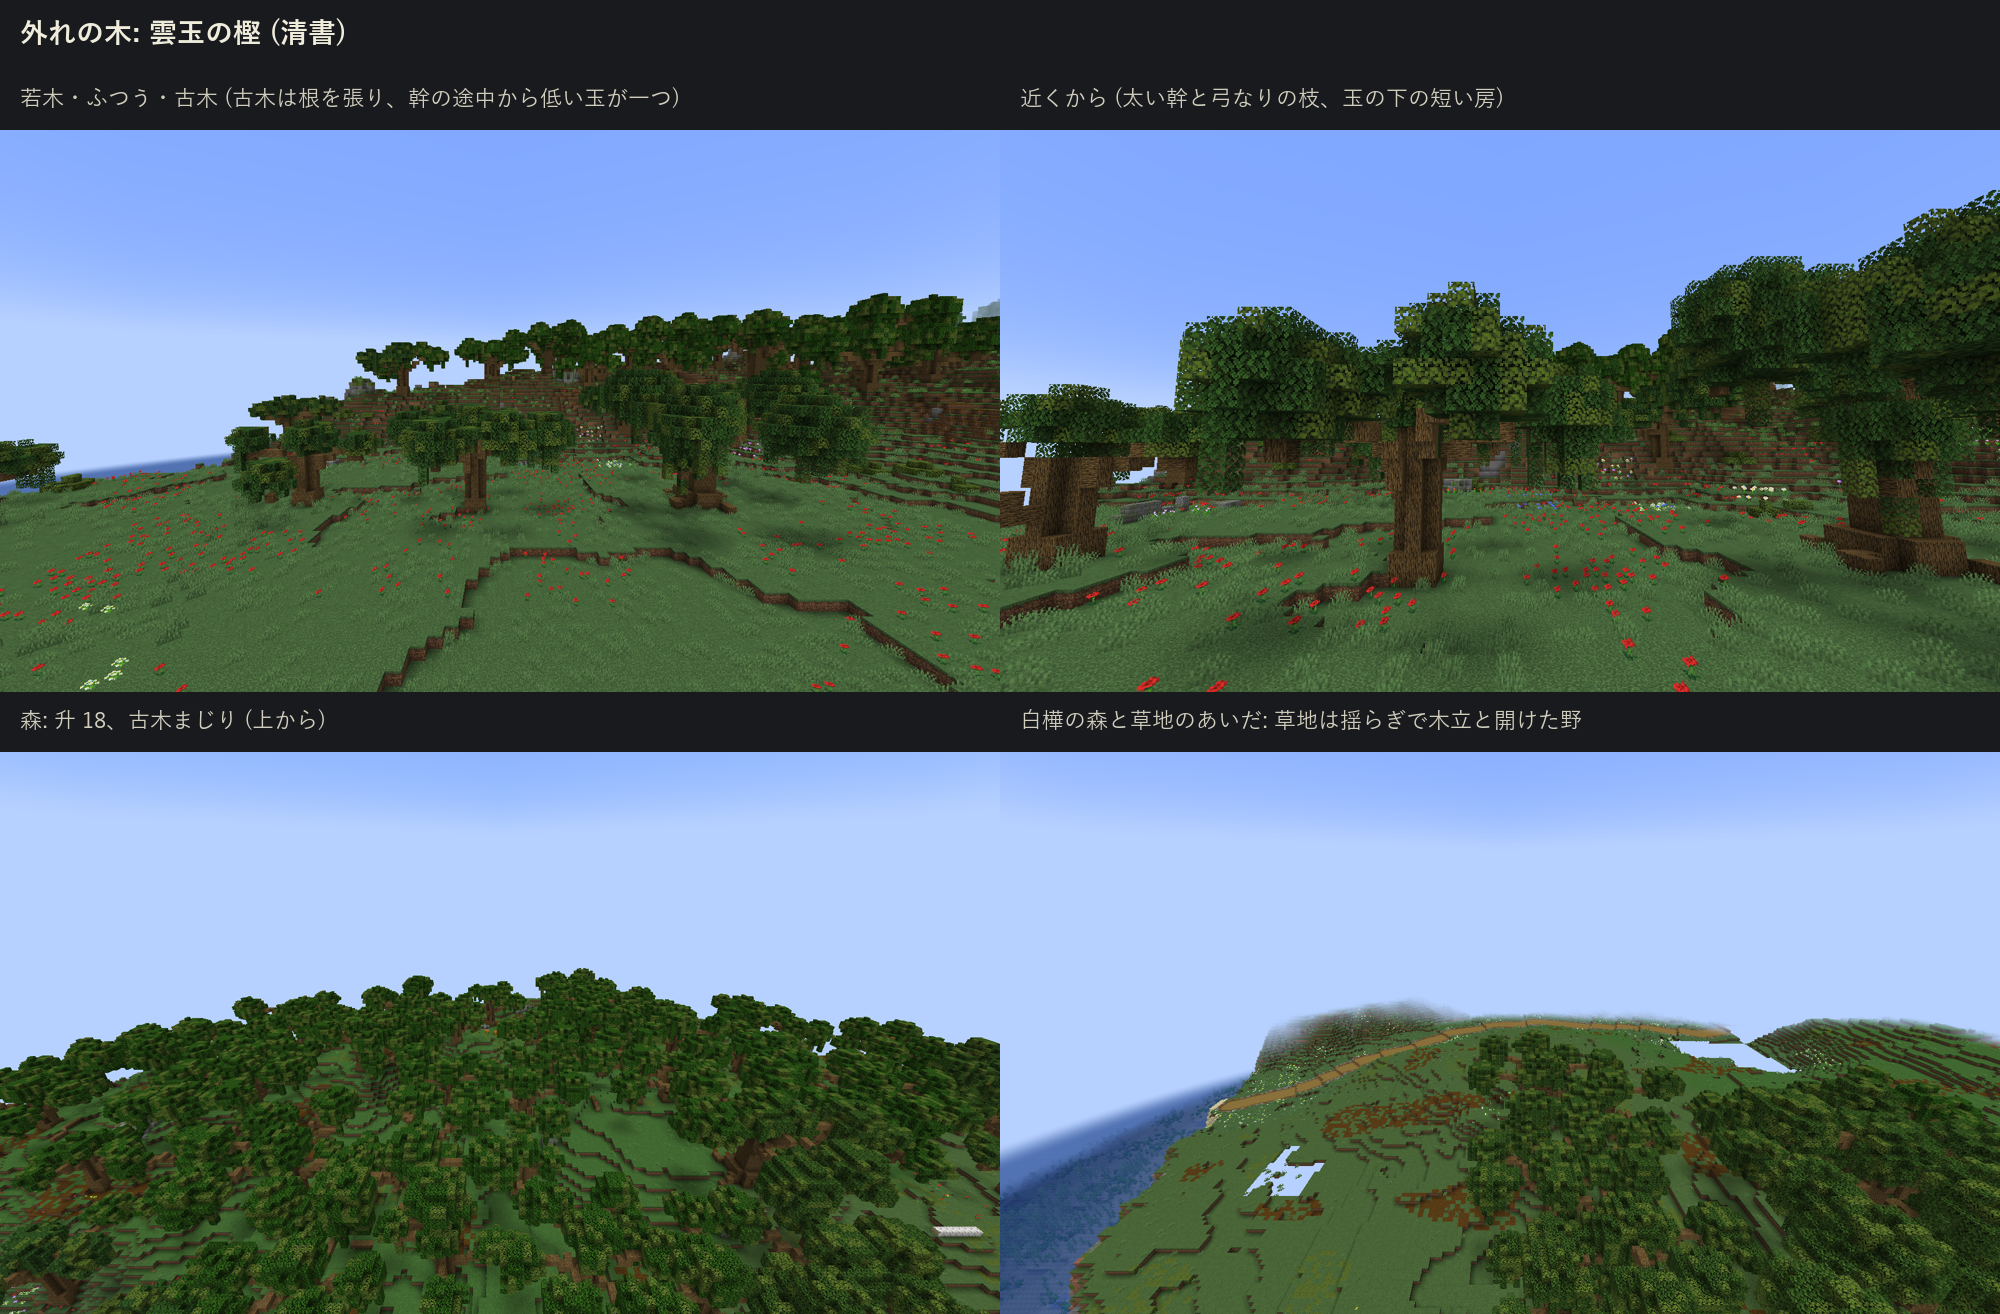 外れの木: 雲玉の樫 (清書)
若木・ふつう・古木 (古木は根を張り、幹の途中から低い玉が一つ)
近くから (太い幹と弓なりの枝、玉の下の短い房)
森: 升 18、古木まじり (上から)
白樺の森と草地のあいだ: 草地は揺らぎで木立と開けた野